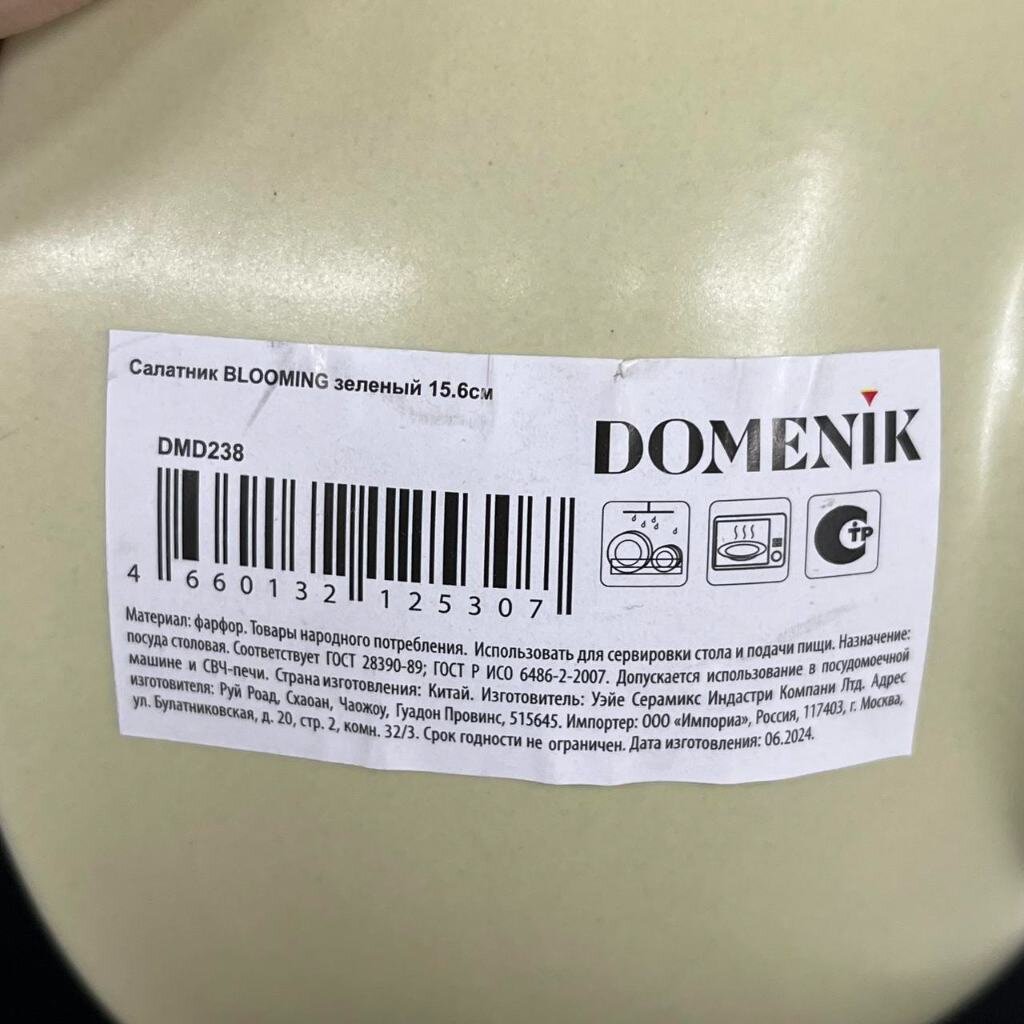 Салатник BLOOMING зеленый 15.6см
DOMENIK
DMD238
СТР
4 660132 125307
Материал: фарфор. Товары народного потребления. Использовать для сервировки стола и подачи пищи. Назначение:
посуда столовая. Соответствует ГОСТ 28390-89; ГОСТ Р ИСО 6486-2-2007. Допускается использование в посудомоечной
машине и СВЧ-печи. Страна изготовления: Китай. Изготовитель: Уэйе Серамикс Индастри Компани Лтд. Адрес
изготовителя: Руй Роад, Схаоан, Чаожоу, Гуадон Провинс, 515645. Импортер: ООО «Импориа», Россия, 117403, г. Москва,
ул. Булатниковская, д. 20, стр. 2, комн. 32/3. Срок годности не ограничен. Дата изготовления: 06.2024.